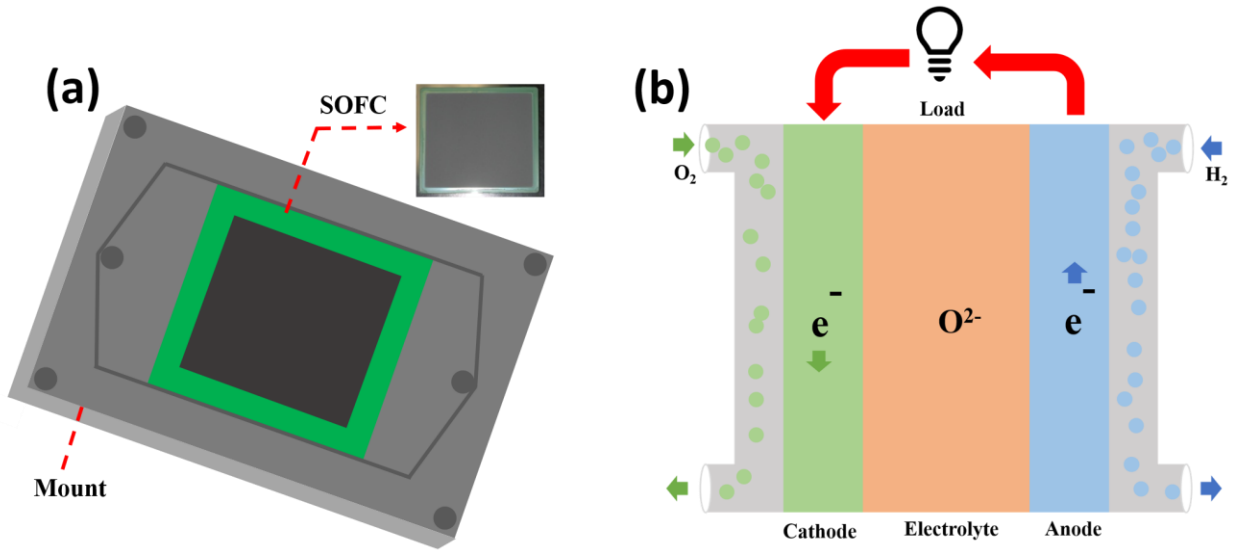 (a)
SOFC
Mount
(b)
Load
O₂
H₂
e⁻
O²⁻
e⁻
Cathode
Electrolyte
Anode